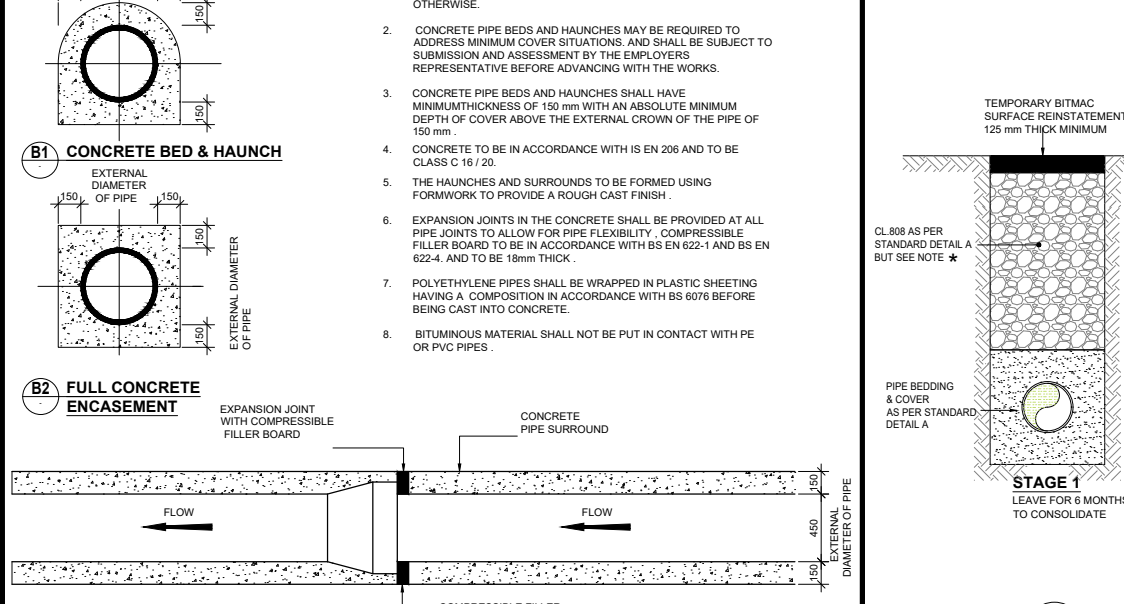 150
150
B1 CONCRETE BED & HAUNCH
-
EXTERNAL
DIAMETER
OF PIPE
150
150
150
150
EXTERNAL DIAMETER
OF PIPE
B2 FULL CONCRETE
ENCASEMENT
-
OTHERWISE.
2. CONCRETE PIPE BEDS AND HAUNCHES MAY BE REQUIRED TO
ADDRESS MINIMUM COVER SITUATIONS. AND SHALL BE SUBJECT TO
SUBMISSION AND ASSESSMENT BY THE EMPLOYERS
REPRESENTATIVE BEFORE ADVANCING WITH THE WORKS.
3. CONCRETE PIPE BEDS AND HAUNCHES SHALL HAVE
MINIMUMTHICKNESS OF 150 mm WITH AN ABSOLUTE MINIMUM
DEPTH OF COVER ABOVE THE EXTERNAL CROWN OF THE PIPE OF
150 mm .
4. CONCRETE TO BE IN ACCORDANCE WITH IS EN 206 AND TO BE
CLASS C 16 / 20.
5. THE HAUNCHES AND SURROUNDS TO BE FORMED USING
FORMWORK TO PROVIDE A ROUGH CAST FINISH .
6. EXPANSION JOINTS IN THE CONCRETE SHALL BE PROVIDED AT ALL
PIPE JOINTS TO ALLOW FOR PIPE FLEXIBILITY , COMPRESSIBLE
FILLER BOARD TO BE IN ACCORDANCE WITH BS EN 622-1 AND BS EN
622-4. AND TO BE 18mm THICK .
7. POLYETHYLENE PIPES SHALL BE WRAPPED IN PLASTIC SHEETING
HAVING A COMPOSITION IN ACCORDANCE WITH BS 6076 BEFORE
BEING CAST INTO CONCRETE.
8. BITUMINOUS MATERIAL SHALL NOT BE PUT IN CONTACT WITH PE
OR PVC PIPES .
EXPANSION JOINT
WITH COMPRESSIBLE
FILLER BOARD
CONCRETE
PIPE SURROUND
FLOW
FLOW
150
450
150
EXTERNAL
DIAMETER OF PIPE
COMPRESSIBLE FILLER
TEMPORARY BITMAC
SURFACE REINSTATEMENT
125 mm THICK MINIMUM
CL.808 AS PER
STANDARD DETAIL A
BUT SEE NOTE *
PIPE BEDDING
& COVER
AS PER STANDARD
DETAIL A
STAGE 1
LEAVE FOR 6 MONTHS
TO CONSOLIDATE